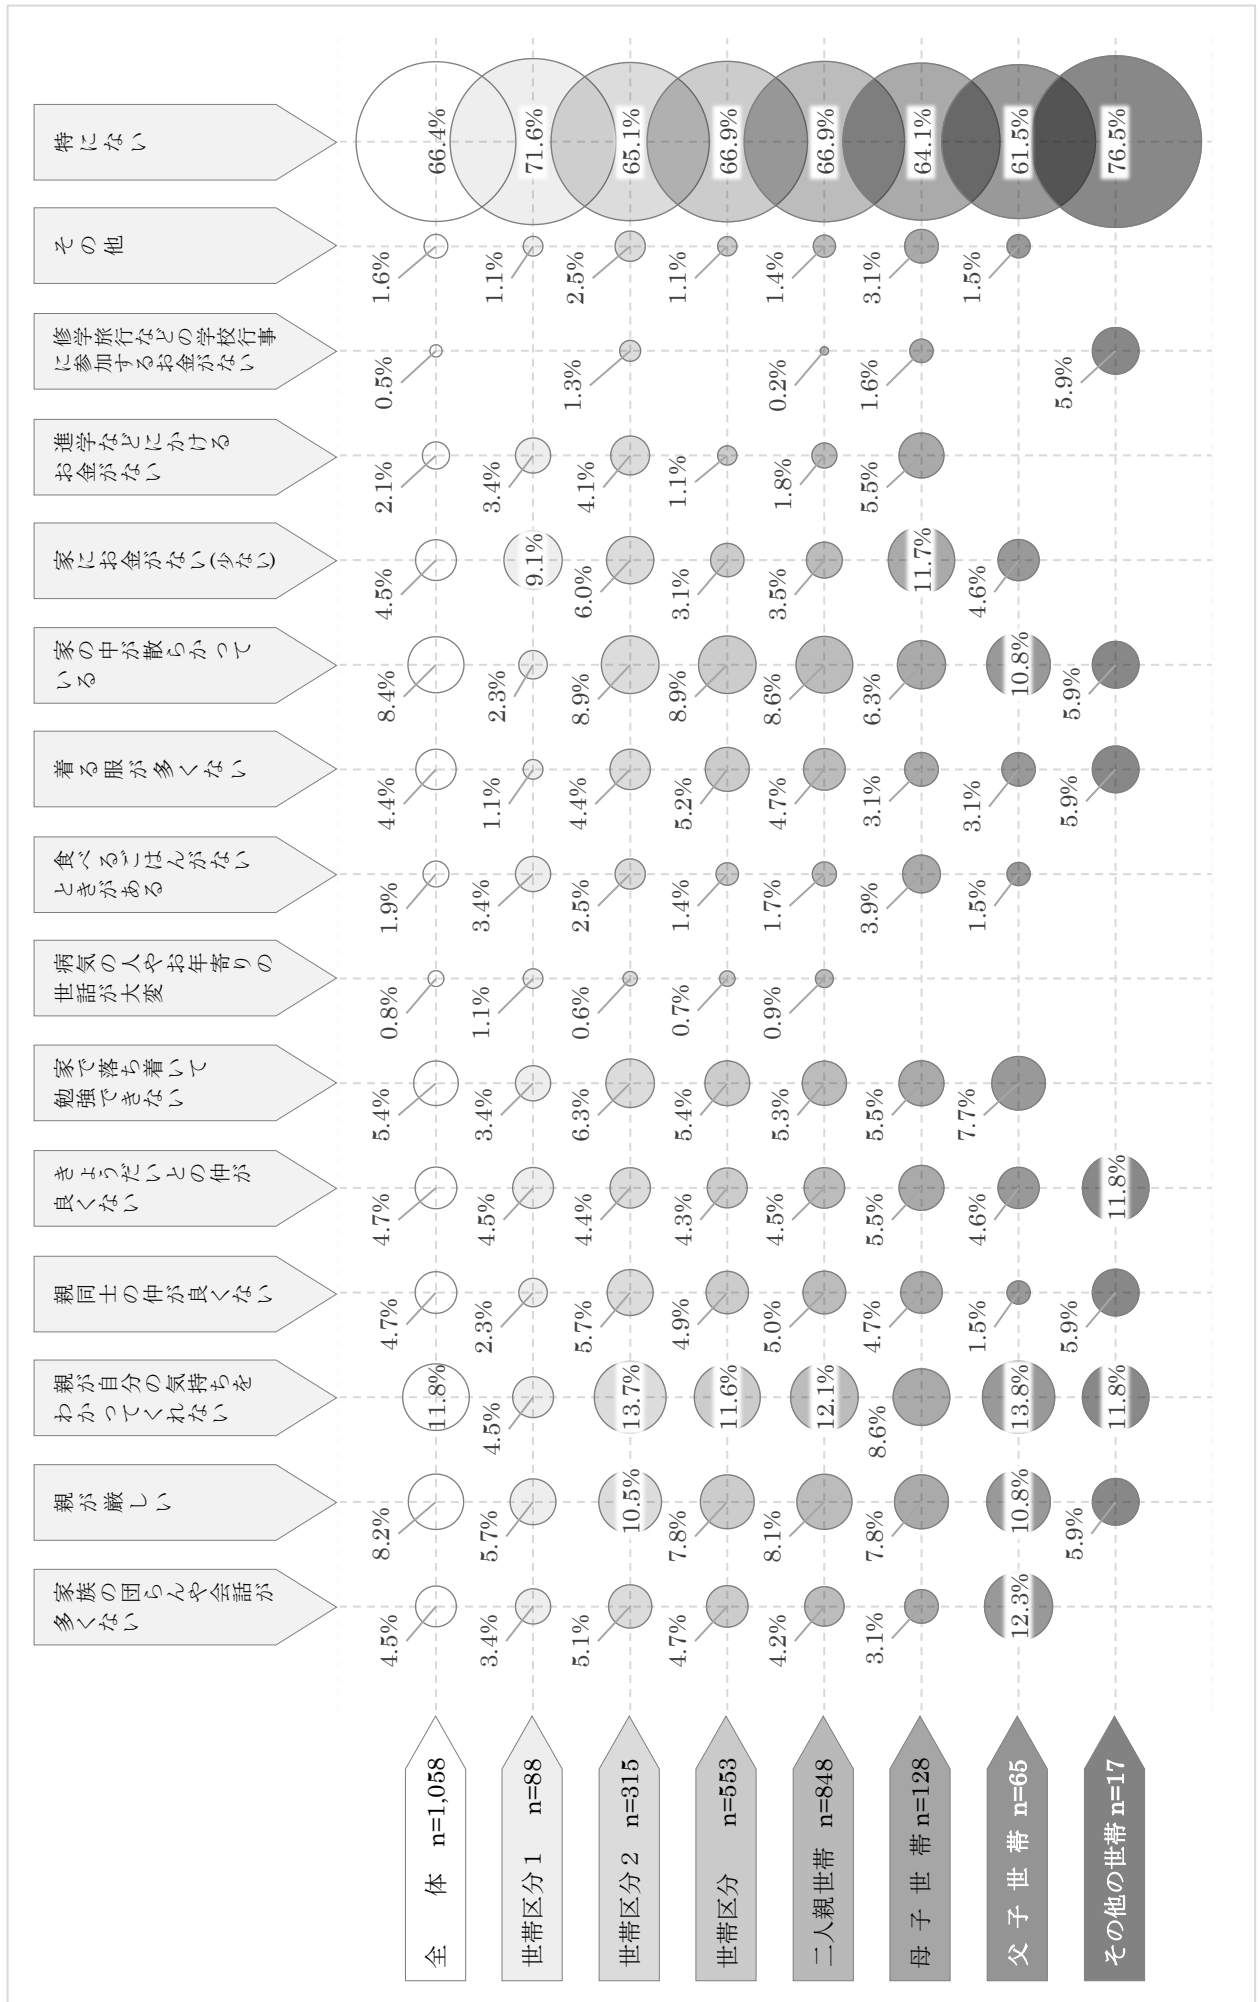 家族の団らんや会話が
多くない
親が厳しい
親が自分の気持ちを
わかってくれない
親同士の仲が良くない
きょうだいとの仲が
良くない
家で落ち着いて
勉強できない
病気の人やお年寄りの
世話が大変
食べるごはんがない
ときがある
着る服が多くない
家の中が散らかって
いる
家にお金がない(少ない)
進学などにかける
お金がない
修学旅行などの学校行事
に参加するお金がない
その他
特にない
全 体 n=1,058 4.5% 8.2% 11.8% 4.7% 4.7% 5.4% 0.8% 1.9% 4.4% 8.4% 4.5% 2.1% 0.5% 1.6% 66.4%
世帯区分1 n=88 3.4% 5.7% 4.5% 2.3% 4.5% 3.4% 1.1% 3.4% 1.1% 2.3% 9.1% 3.4% 1.1% 71.6%
世帯区分2 n=315 5.1% 10.5% 13.7% 5.7% 4.4% 6.3% 0.6% 2.5% 4.4% 8.9% 6.0% 4.1% 1.3% 2.5% 65.1%
世帯区分 n=553 4.7% 7.8% 11.6% 4.9% 4.3% 5.4% 0.7% 1.4% 5.2% 8.9% 3.1% 1.1% 1.1% 66.9%
二人親世帯 n=848 4.2% 8.1% 12.1% 5.0% 4.5% 5.3% 0.9% 1.7% 4.7% 8.6% 3.5% 1.8% 0.2% 1.4% 66.9%
母 子 世 帯 n=128 3.1% 7.8% 8.6% 4.7% 5.5% 5.5% 3.9% 3.1% 6.3% 11.7% 5.5% 1.6% 3.1% 64.1%
父 子 世 帯 n=65 12.3% 10.8% 13.8% 1.5% 4.6% 7.7% 1.5% 3.1% 10.8% 4.6% 1.5% 61.5%
その他の世帯 n=17 5.9% 11.8% 5.9% 11.8% 5.9% 5.9% 5.9% 76.5%